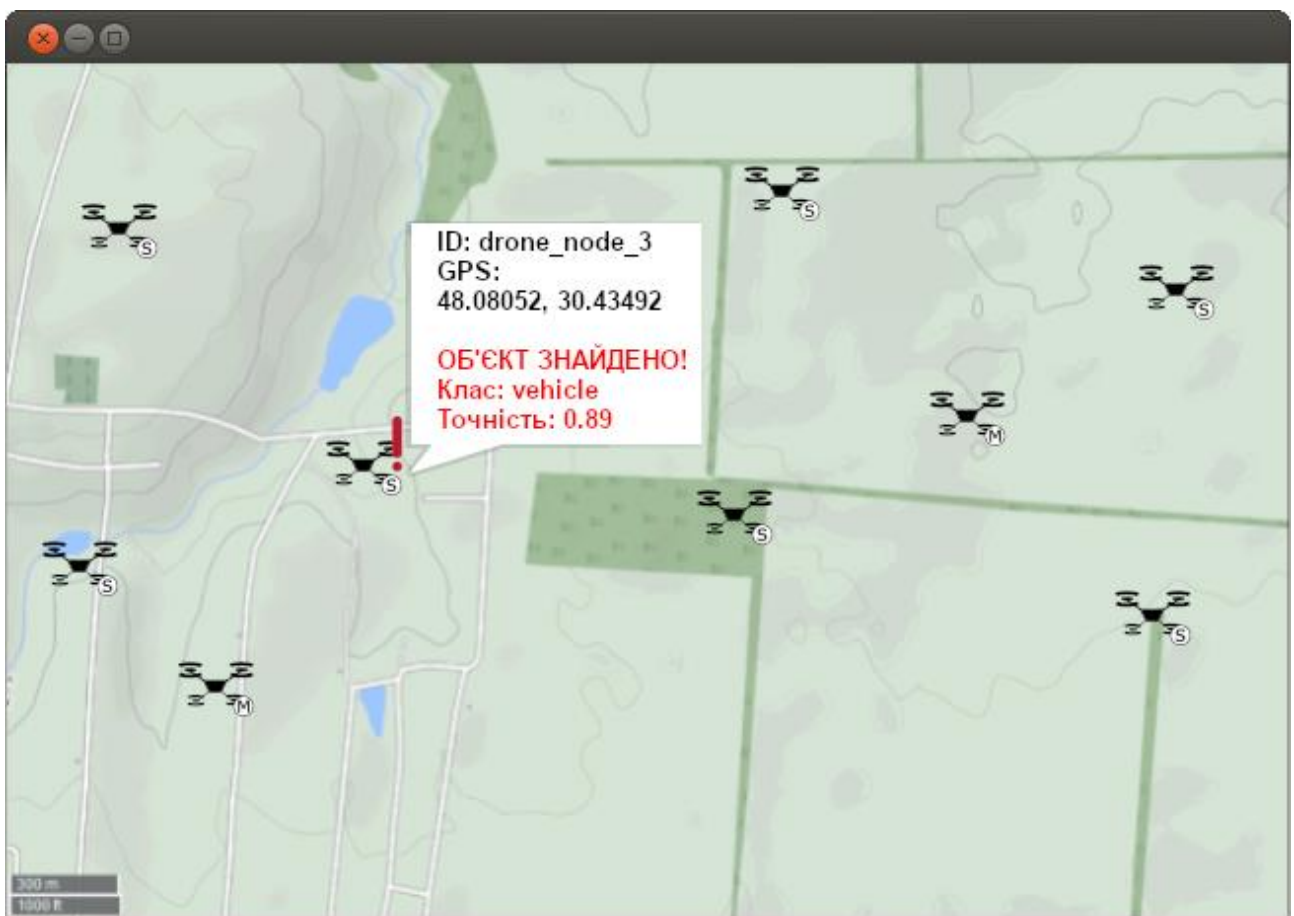 S
S
ID: drone_node_3
GPS:
48.08052, 30.43492
S
ОБ'ЄКТ ЗНАЙДЕНО!
Клас: vehicle
Точність: 0.89
M
S
S
S
S
M
300 m
1000 ft